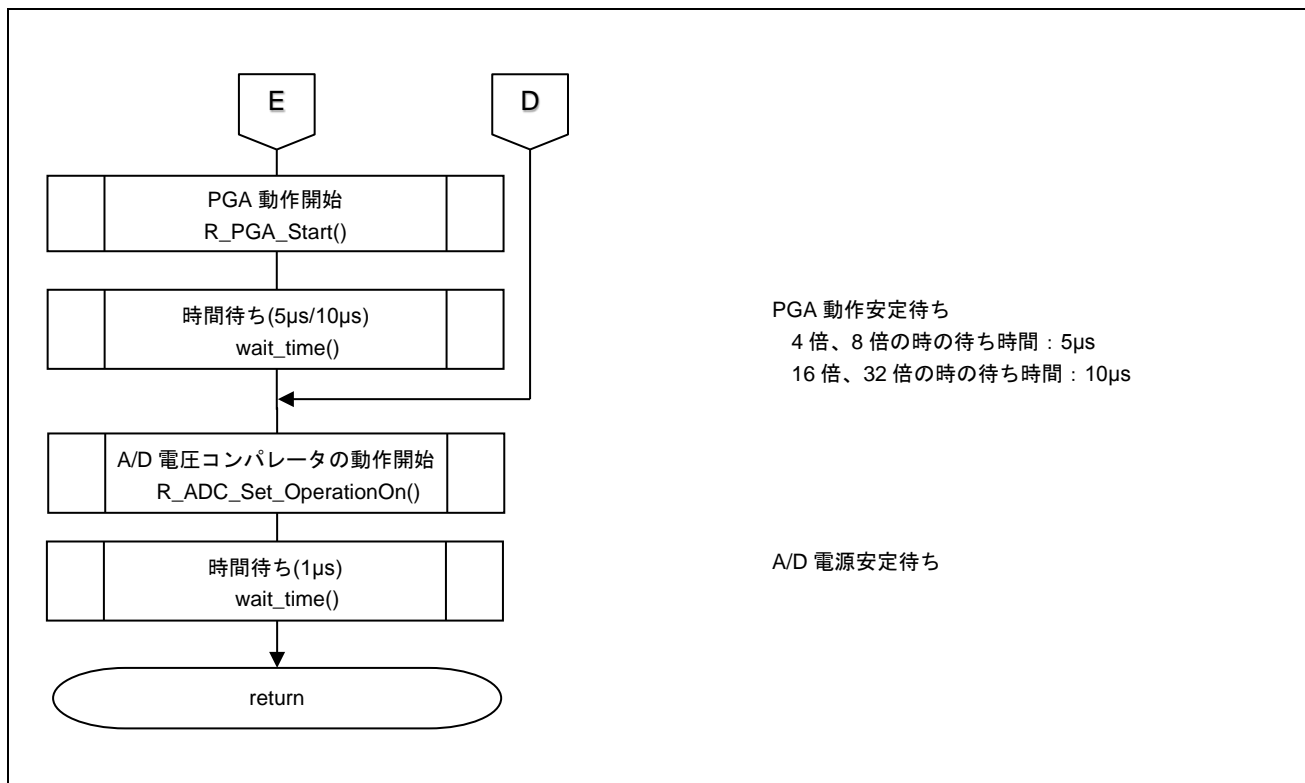 E
D
PGA 動作開始
R_PGA_Start()
時間待ち(5μs/10μs)
wait_time()
PGA 動作安定待ち
4 倍、8 倍の時の待ち時間：5μs
16 倍、32 倍の時の待ち時間：10μs
A/D 電圧コンパレータの動作開始
R_ADC_Set_OperationOn()
時間待ち(1μs)
wait_time()
A/D 電源安定待ち
return